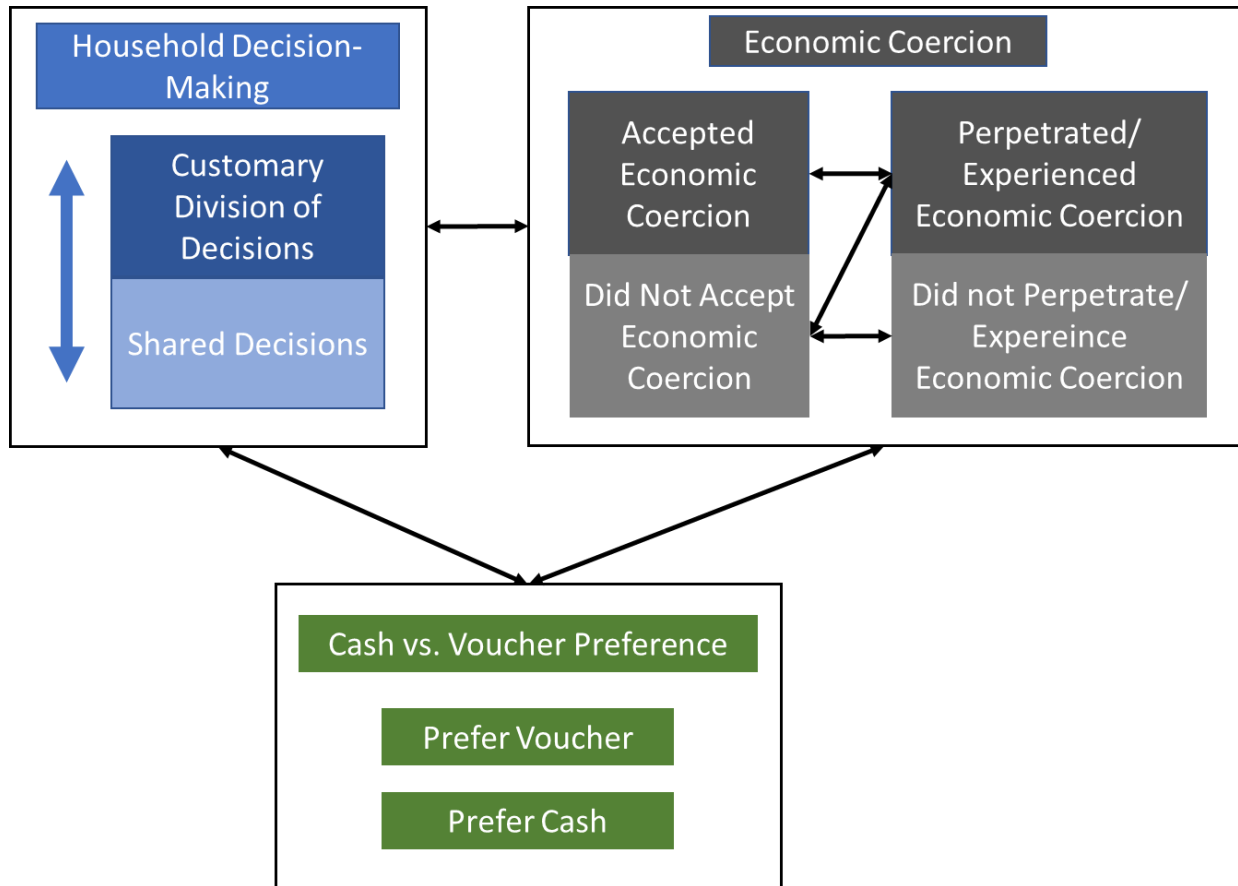 Household Decision-
Making
Customary
Division of
Decisions
Shared Decisions
Economic Coercion
Accepted
Economic
Coercion
Perpetrated/
Experienced
Economic Coercion
Did Not Accept
Economic
Coercion
Did not Perpetrate/
Expereince
Economic Coercion
Cash vs. Voucher Preference
Prefer Voucher
Prefer Cash